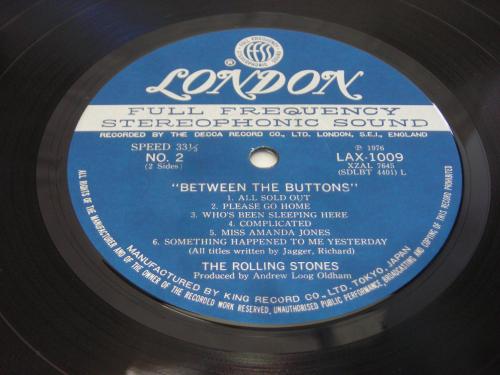 FULL FREQUENCY STEREOPHONIC SOUND
ffss
® LONDON
FULL FREQUENCY
STEREOPHONIC SOUND
RECORDED BY THE DECCA RECORD CO., LTD. LONDON, S.E.I., ENGLAND
SPEED 33⅓
NO. 2
(2 Sides)
℗ 1976
LAX-1009
XZAL 7645
(SDLBT 4401) L
"BETWEEN THE BUTTONS"
1. ALL SOLD OUT
2. PLEASE GO HOME
3. WHO'S BEEN SLEEPING HERE
4. COMPLICATED
5. MISS AMANDA JONES
6. SOMETHING HAPPENED TO ME YESTERDAY
(All titles written by Jagger, Richard)
THE ROLLING STONES
Produced by Andrew Loog Oldham
MANUFACTURED BY KING RECORD CO., LTD. TOKYO, JAPAN
ALL RIGHTS OF THE MANUFACTURER AND OF THE OWNER OF THE RECORDED WORK RESERVED, UNAUTHORISED PUBLIC PERFORMANCE, BROADCASTING AND COPYING OF THIS RECORD PROHIBITED